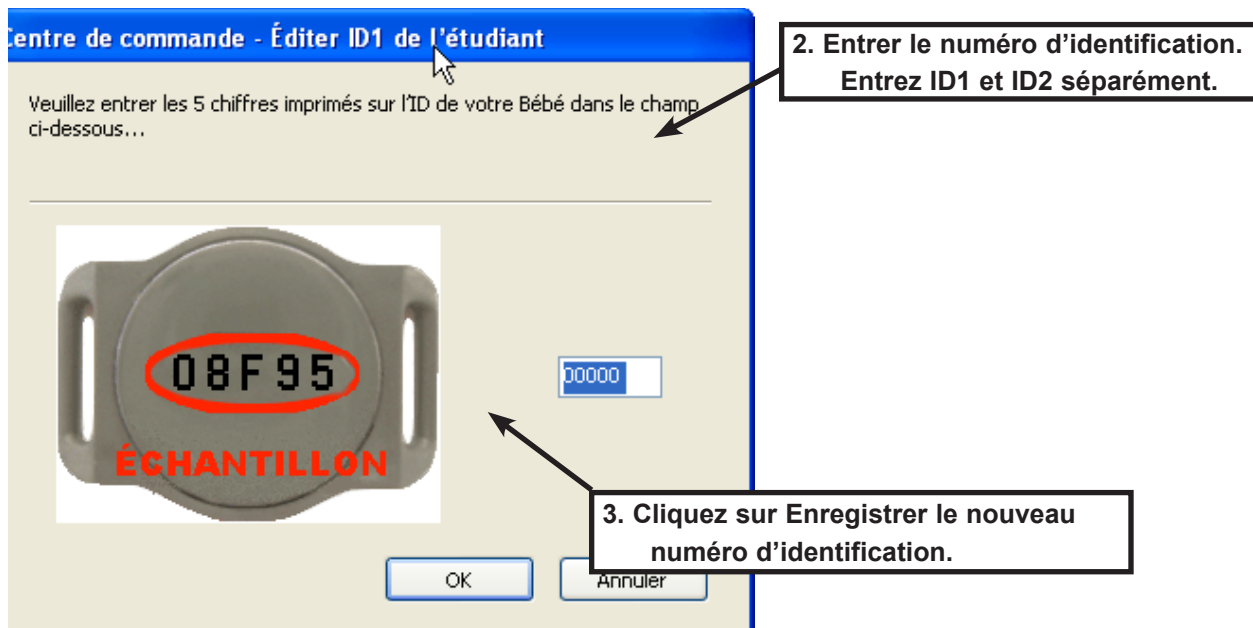 Centre de commande - Éditer ID1 de l'étudiant
2. Entrer le numéro d'identification.
Entrez ID1 et ID2 séparément.
Veuillez entrer les 5 chiffres imprimés sur l'ID de votre Bébé dans le champ
ci-dessous...
08F95
ÉCHANTILLON
00000
3. Cliquez sur Enregistrer le nouveau
numéro d'identification.
OK
Annuler